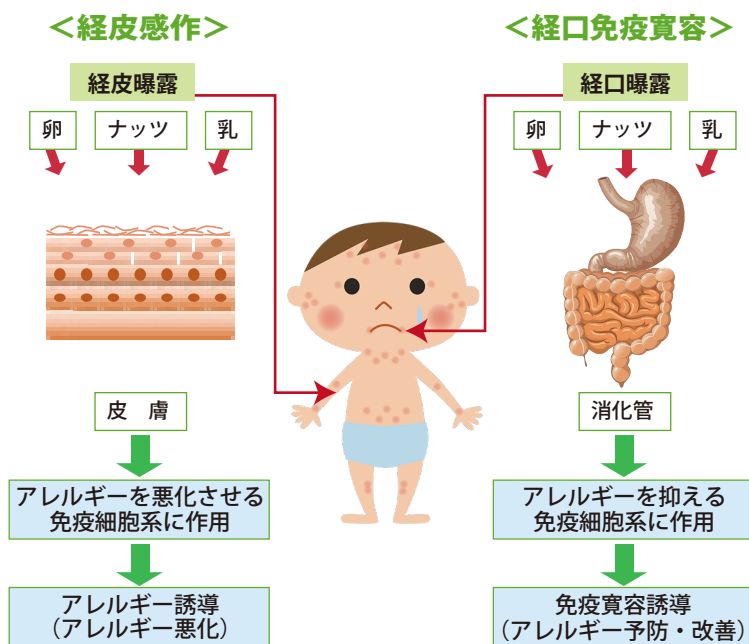 ＜経皮感作＞
経皮曝露
卵
ナッツ
乳
皮　膚
アレルギーを悪化させる
免疫細胞系に作用
アレルギー誘導
（アレルギー悪化）
＜経口免疫寛容＞
経口曝露
卵
ナッツ
乳
消化管
アレルギーを抑える
免疫細胞系に作用
免疫寛容誘導
（アレルギー予防・改善）